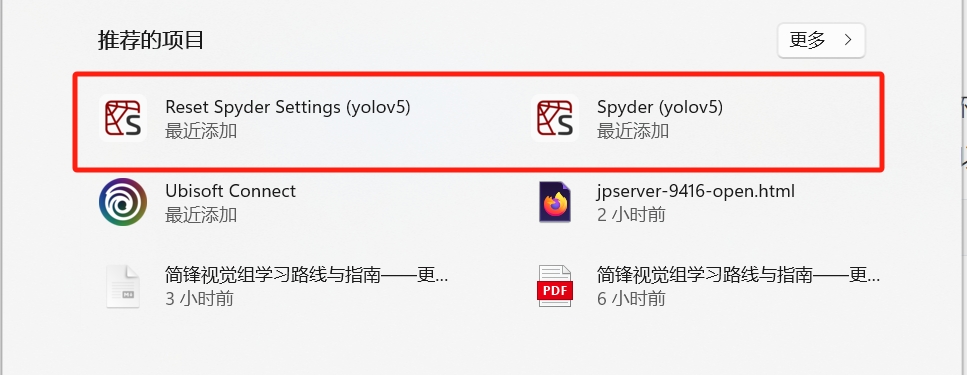 推荐的项目
更多
Reset Spyder Settings (yolov5)
最近添加
Spyder (yolov5)
最近添加
Ubisoft Connect
最近添加
jpserver-9416-open.html
2 小时前
简锋视觉组学习路线与指南——更...
3 小时前
PDF
简锋视觉组学习路线与指南——更...
6 小时前